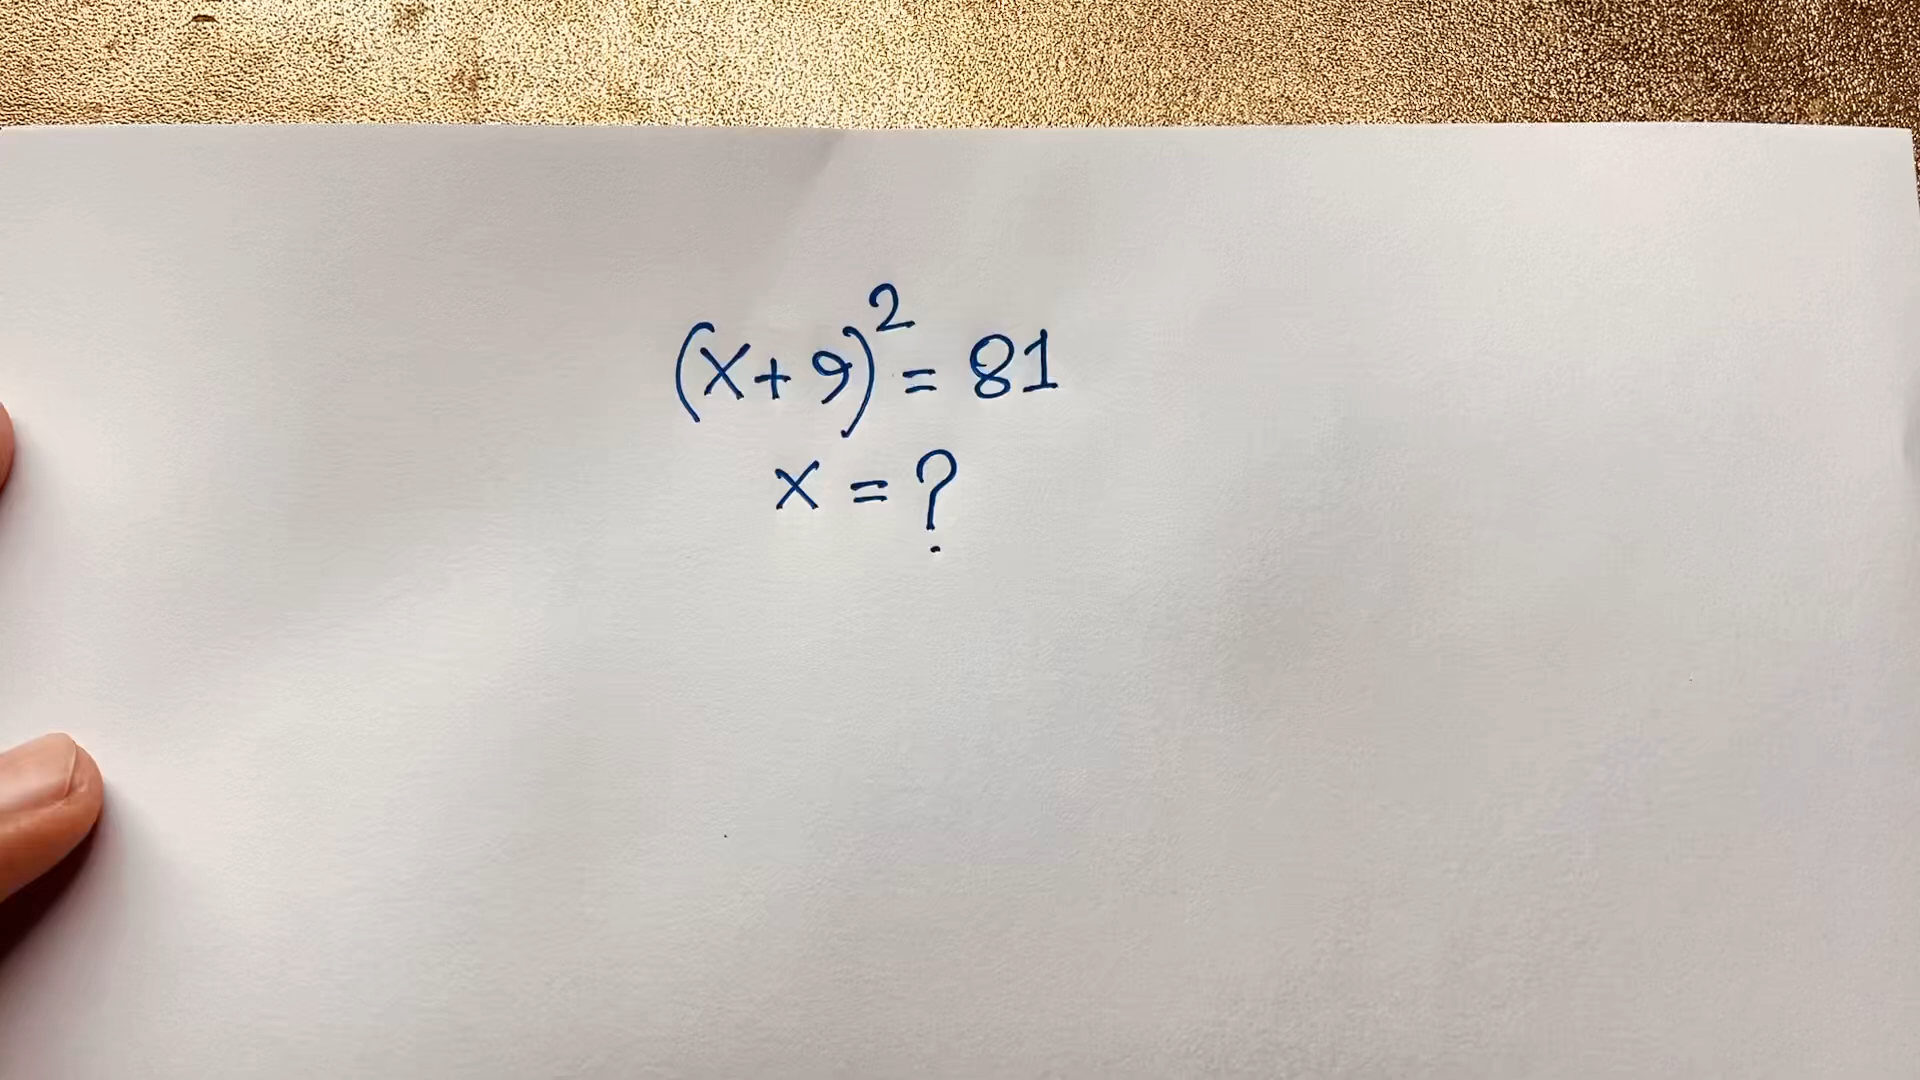 (x+9)² = 81
x = ?